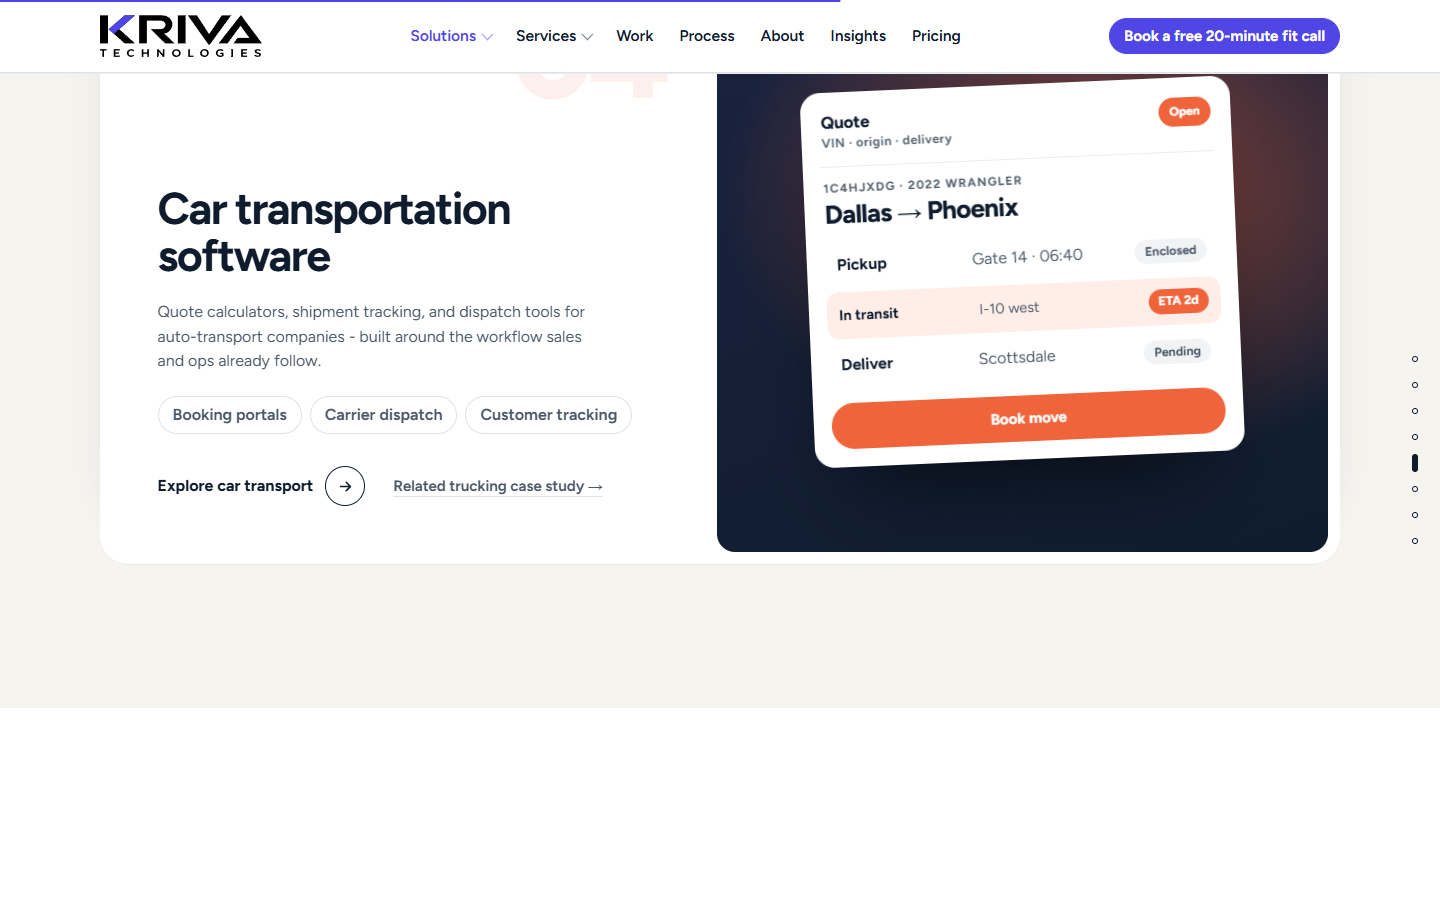 KRIVA
TECHNOLOGIES
Solutions
Services
Work
Process
About
Insights
Pricing
Book a free 20-minute fit call
04
Car transportation
software
Quote calculators, shipment tracking, and dispatch tools for
auto-transport companies - built around the workflow sales
and ops already follow.
Booking portals
Carrier dispatch
Customer tracking
Explore car transport →
Related trucking case study →
Quote
Open
VIN · origin · delivery
1C4HJXDG · 2022 WRANGLER
Dallas → Phoenix
Pickup Gate 14 · 06:40 Enclosed
In transit I-10 west ETA 2d
Deliver Scottsdale Pending
Book move